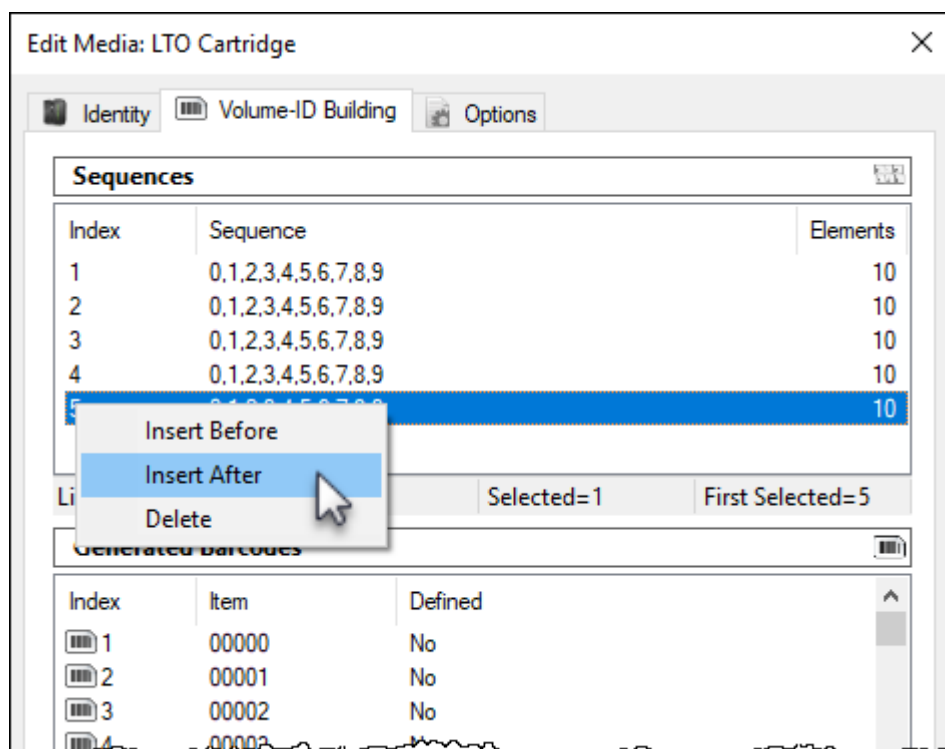 Edit Media: LTO Cartridge
Identity Volume-ID Building Options
Sequences
Index Sequence Elements
1 0,1,2,3,4,5,6,7,8,9 10
2 0,1,2,3,4,5,6,7,8,9 10
3 0,1,2,3,4,5,6,7,8,9 10
4 0,1,2,3,4,5,6,7,8,9 10
10
Insert Before
Insert After
Delete
Selected=1 First Selected=5
Generated Barcodes
Index Item Defined
1 00000 No
2 00001 No
3 00002 No